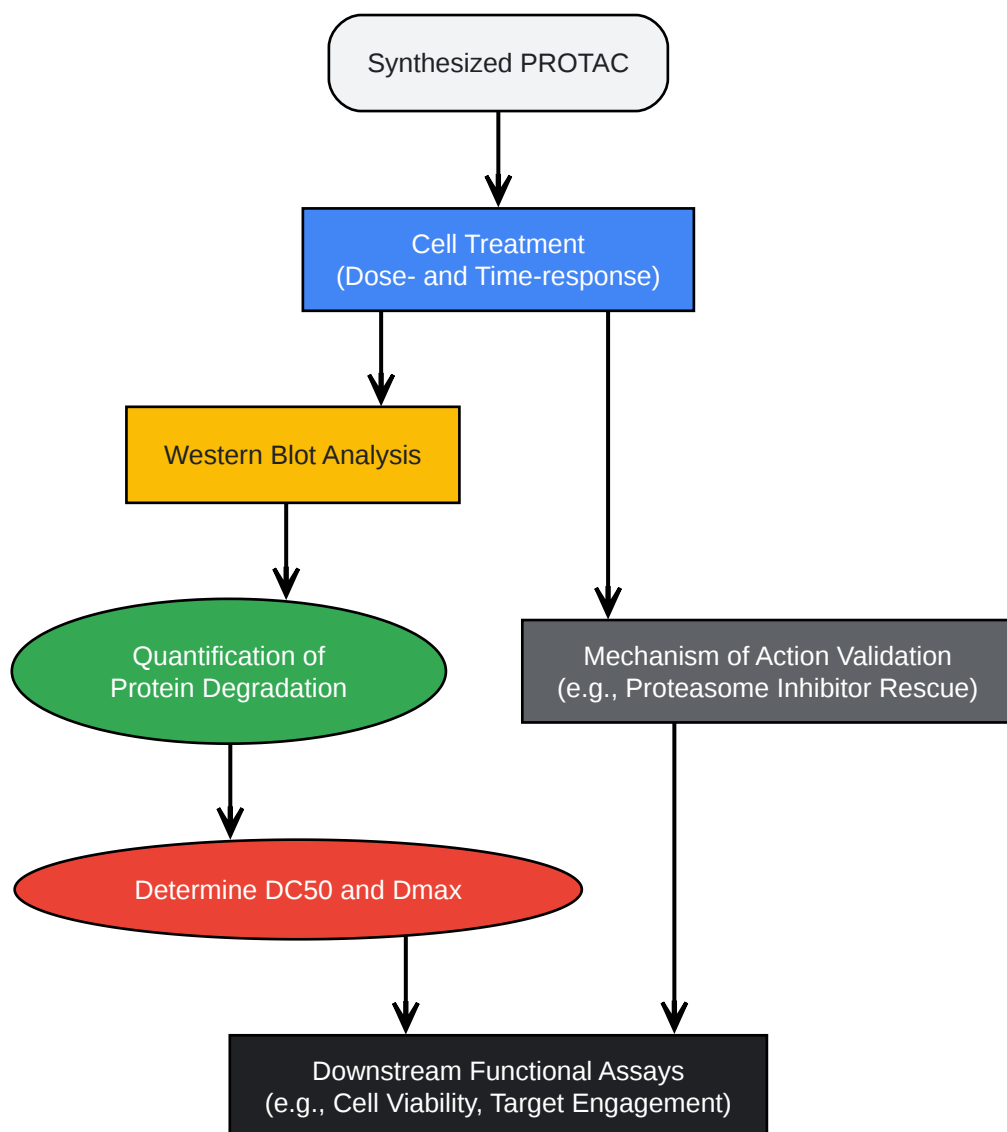 Synthesized PROTAC
Cell Treatment
(Dose- and Time-response)
Western Blot Analysis
Quantification of
Protein Degradation
Mechanism of Action Validation
(e.g., Proteasome Inhibitor Rescue)
Determine DC50 and Dmax
Downstream Functional Assays
(e.g., Cell Viability, Target Engagement)